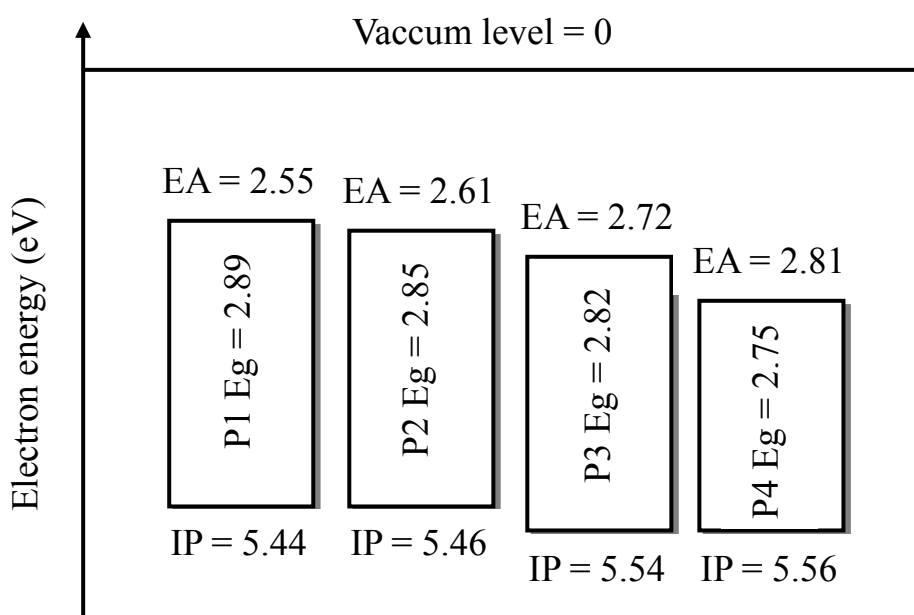 Vaccum level = 0
Electron energy (eV)
EA = 2.55
EA = 2.61
EA = 2.72
EA = 2.81
P1 Eg = 2.89
P2 Eg = 2.85
P3 Eg = 2.82
P4 Eg = 2.75
IP = 5.44
IP = 5.46
IP = 5.54
IP = 5.56